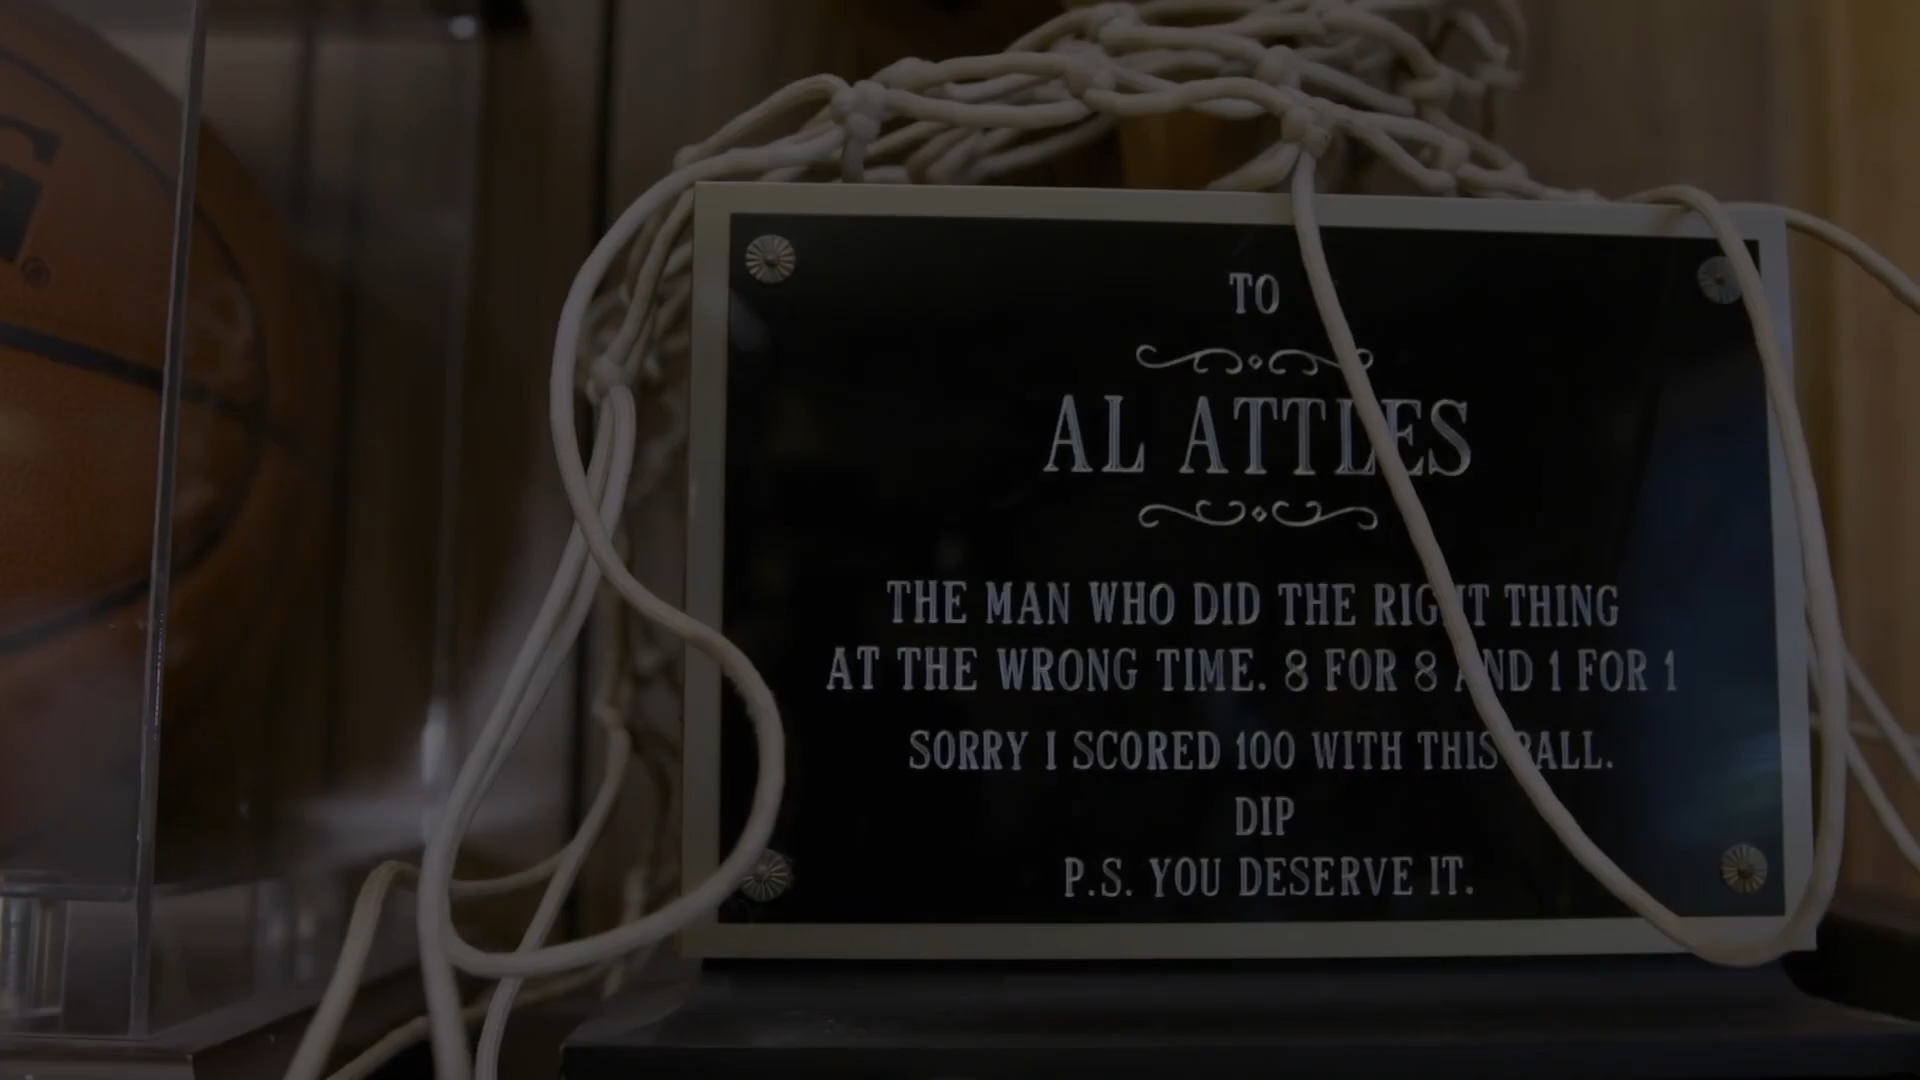 TO
AL ATTLES
THE MAN WHO DID THE RIGHT THING
AT THE WRONG TIME. 8 FOR 8 AND 1 FOR 1
SORRY I SCORED 100 WITH THIS BALL.
DIP
P.S. YOU DESERVE IT.